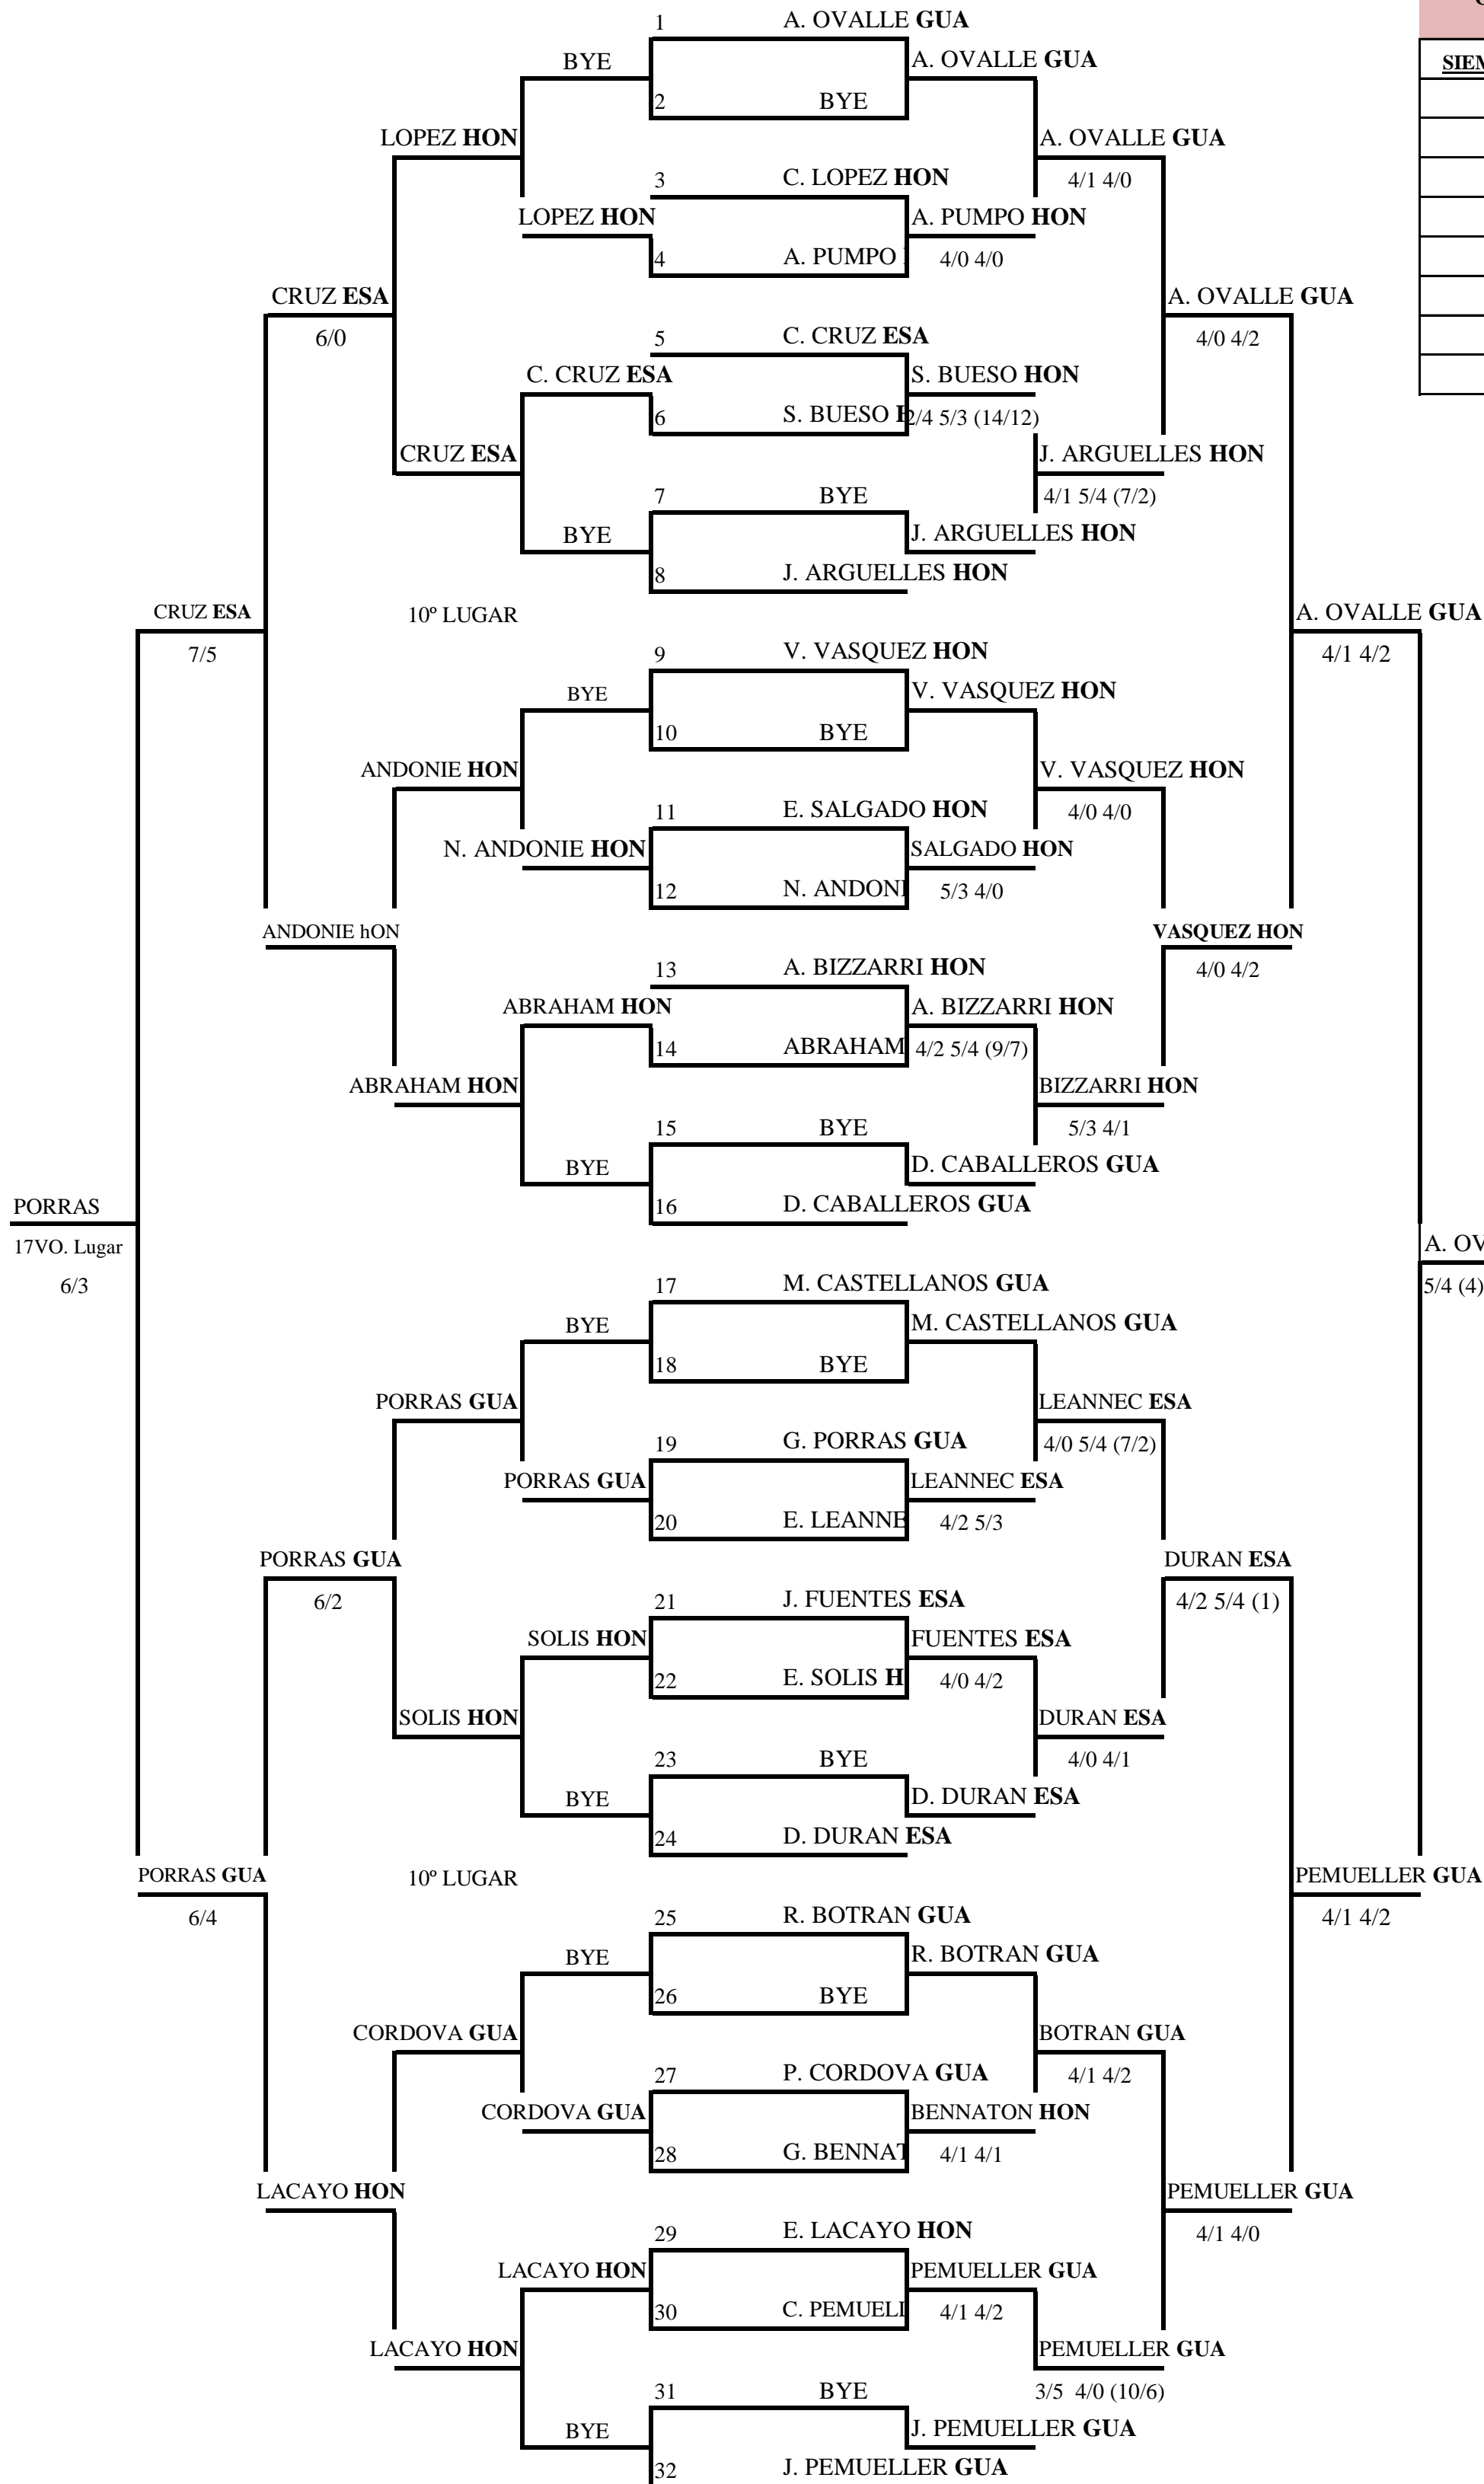 1 A. OVALLE GUA
SIEM
BYE A. OVALLE GUA
2 BYE
LOPEZ HON A. OVALLE GUA
3 C. LOPEZ HON 4/1 4/0
LOPEZ HON A. PUMPO HON
4 A. PUMPO 4/0 4/0
CRUZ ESA A. OVALLE GUA
6/0 5 C. CRUZ ESA 4/0 4/2
C. CRUZ ESA S. BUESO HON
6 S. BUESO 2/4 5/3 (14/12)
CRUZ ESA J. ARGUELLES HON
7 BYE 4/1 5/4 (7/2)
BYE J. ARGUELLES HON
8 J. ARGUELLES HON
CRUZ ESA 10º LUGAR A. OVALLE GUA
7/5 9 V. VASQUEZ HON 4/1 4/2
BYE V. VASQUEZ HON
10 BYE
ANDONIE HON V. VASQUEZ HON
11 E. SALGADO HON 4/0 4/0
N. ANDONIE HON SALGADO HON
12 N. ANDONI 5/3 4/0
ANDONIE hON VASQUEZ HON
13 A. BIZZARRI HON 4/0 4/2
ABRAHAM HON A. BIZZARRI HON
14 ABRAHAM 4/2 5/4 (9/7)
ABRAHAM HON BIZZARRI HON
15 BYE 5/3 4/1
BYE D. CABALLEROS GUA
16 D. CABALLEROS GUA
PORRAS
17VO. Lugar A. OV
6/3 17 M. CASTELLANOS GUA 5/4 (4)
BYE M. CASTELLANOS GUA
18 BYE
PORRAS GUA LEANNEC ESA
19 G. PORRAS GUA 4/0 5/4 (7/2)
PORRAS GUA LEANNEC ESA
20 E. LEANNE 4/2 5/3
PORRAS GUA DURAN ESA
6/2 21 J. FUENTES ESA 4/2 5/4 (1)
SOLIS HON FUENTES ESA
22 E. SOLIS H 4/0 4/2
SOLIS HON DURAN ESA
23 BYE 4/0 4/1
BYE D. DURAN ESA
24 D. DURAN ESA
PORRAS GUA 10º LUGAR PEMUELLER GUA
6/4 25 R. BOTRAN GUA 4/1 4/2
BYE R. BOTRAN GUA
26 BYE
CORDOVA GUA BOTRAN GUA
27 P. CORDOVA GUA 4/1 4/2
CORDOVA GUA BENNATON HON
28 G. BENNAT 4/1 4/1
LACAYO HON PEMUELLER GUA
29 E. LACAYO HON 4/1 4/0
LACAYO HON PEMUELLER GUA
30 C. PEMUELL 4/1 4/2
LACAYO HON PEMUELLER GUA
31 BYE 3/5 4/0 (10/6)
BYE J. PEMUELLER GUA
32 J. PEMUELLER GUA